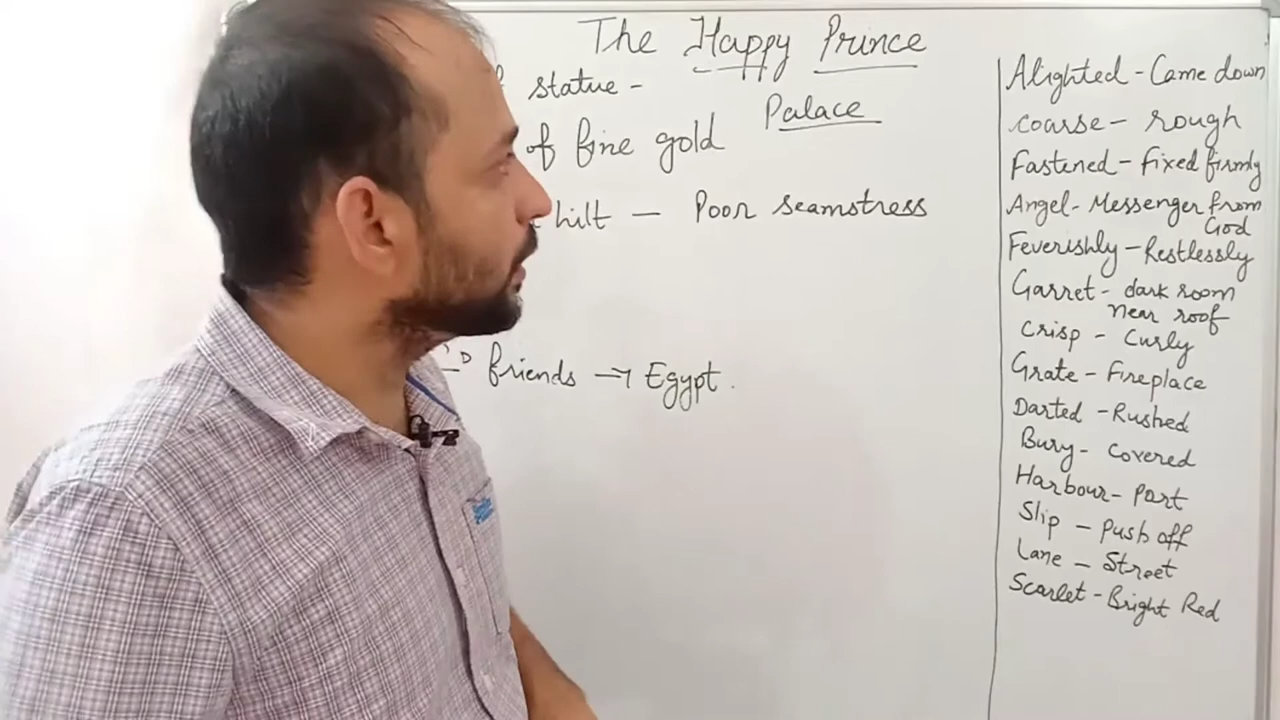 The Happy Prince
statue -
Palace
of fine gold
hilt - Poor seamstress
friends → Egypt.
Alighted - Came down
coarse - rough
Fastened - fixed firmly
Angel - Messenger from
God
Feverishly - Restlessly
Garret - dark room
near roof
Crisp - Curly
Grate - Fireplace
Darted - Rushed
Bury - Covered
Harbour - Port
Slip - Push off
Lane - Street
Scarlet - Bright Red